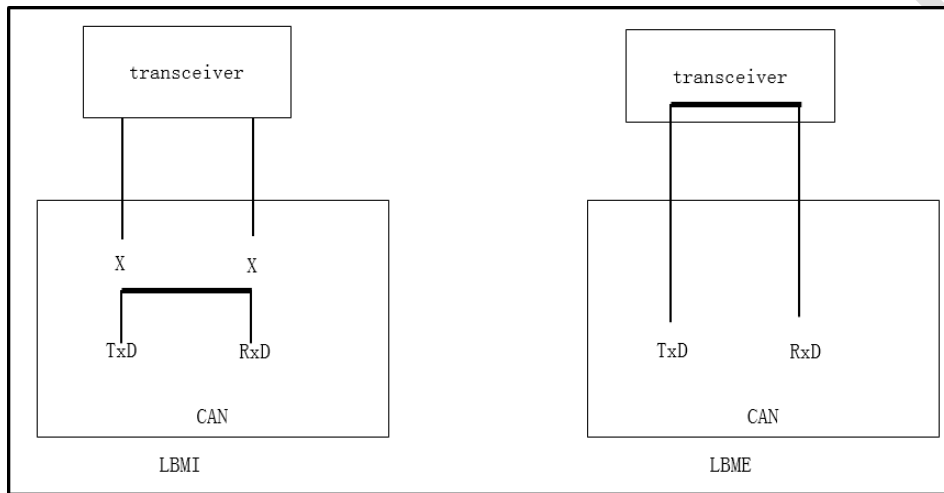 transceiver
transceiver
X X
TxD RxD
TxD RxD
CAN
CAN
LBMI
LBME